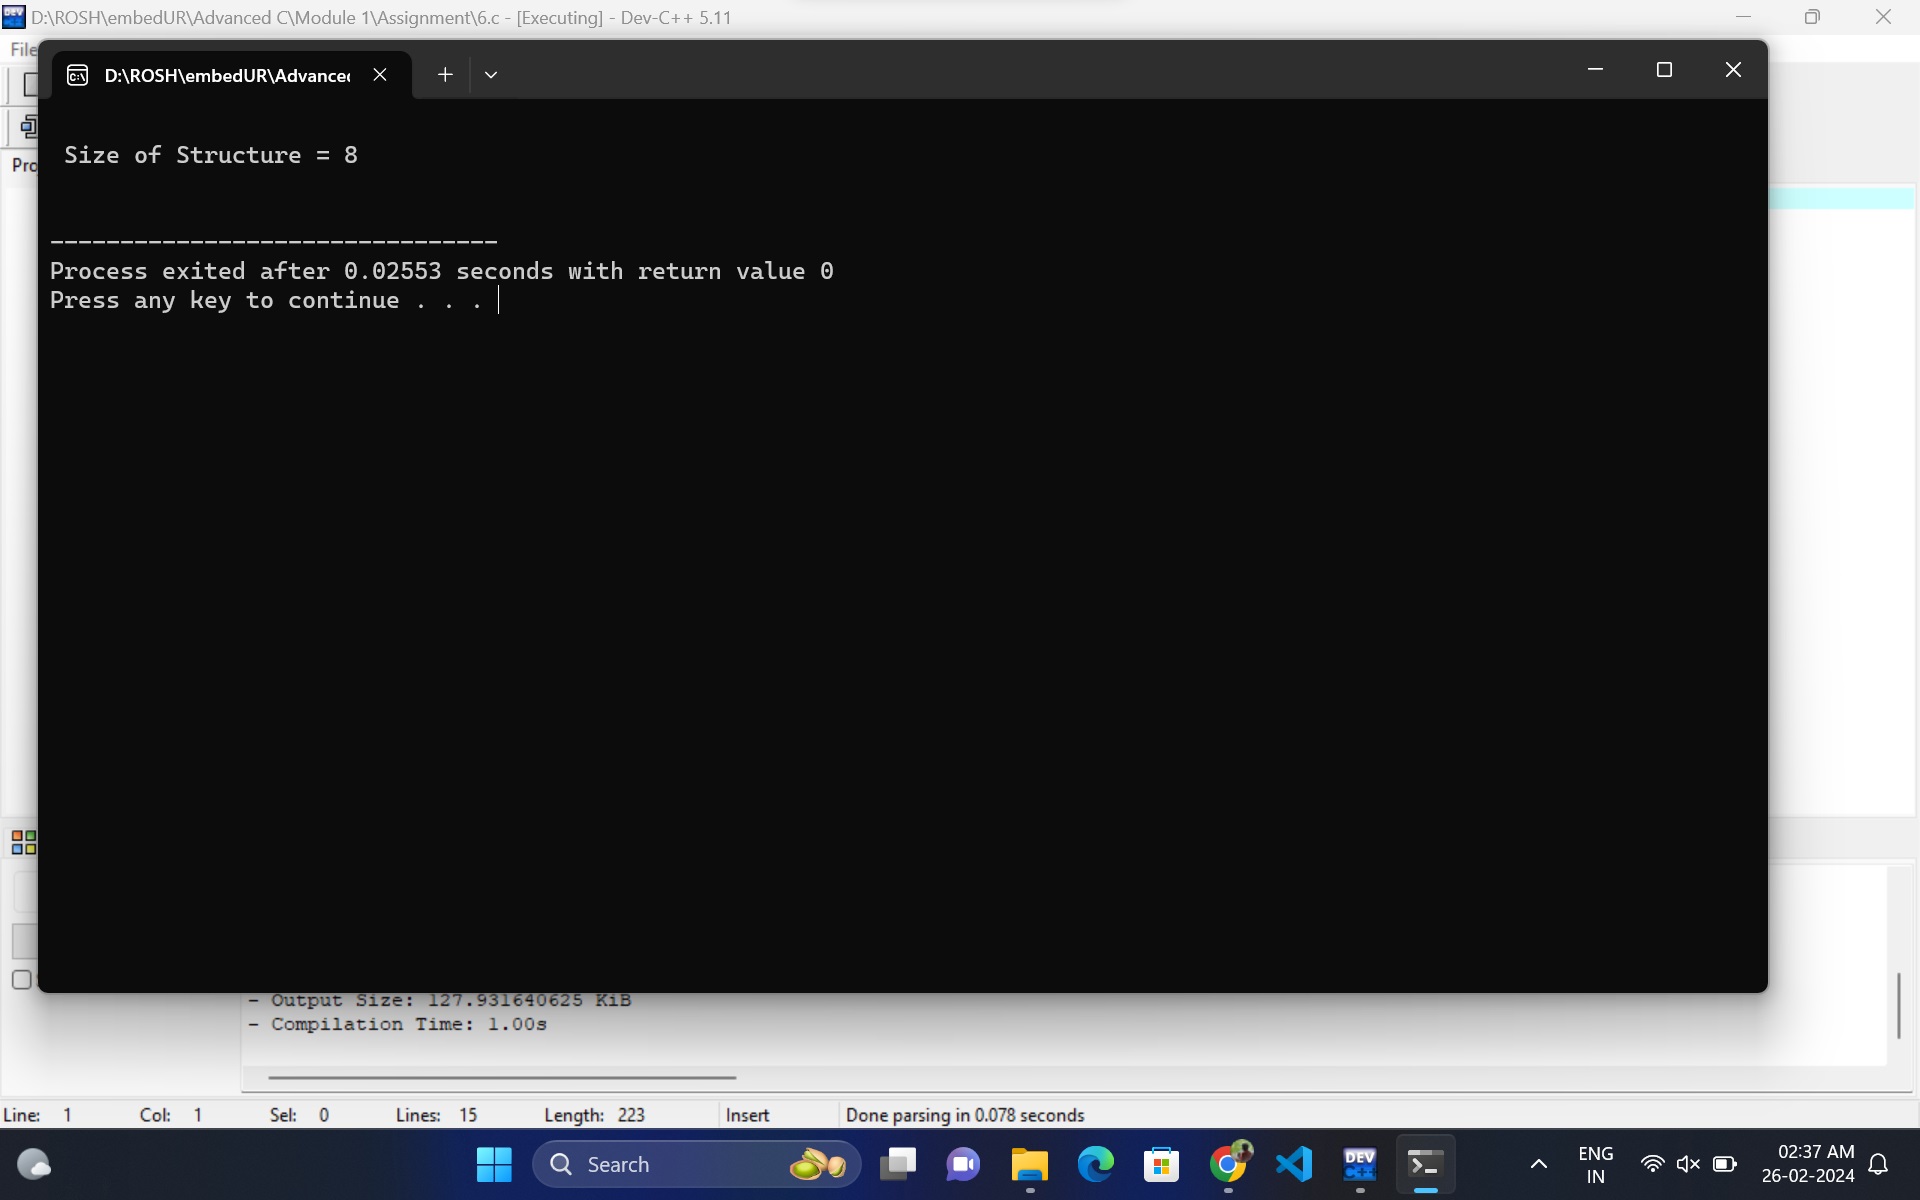 D:\ROSH\embedUR\Advanced C\Module 1\Assignment\6.c - [Executing] - Dev-C++ 5.11
File
D:\ROSH\embedUR\Advance
Size of Structure = 8
Pro
--------------------------------
Process exited after 0.02553 seconds with return value 0
Press any key to continue . . .
- Output Size: 127.931640625 KiB
- Compilation Time: 1.00s
Line: 1 Col: 1 Sel: 0 Lines: 15 Length: 223 Insert Done parsing in 0.078 seconds
Search
DEV
C++
ENG
IN
02:37 AM
26-02-2024